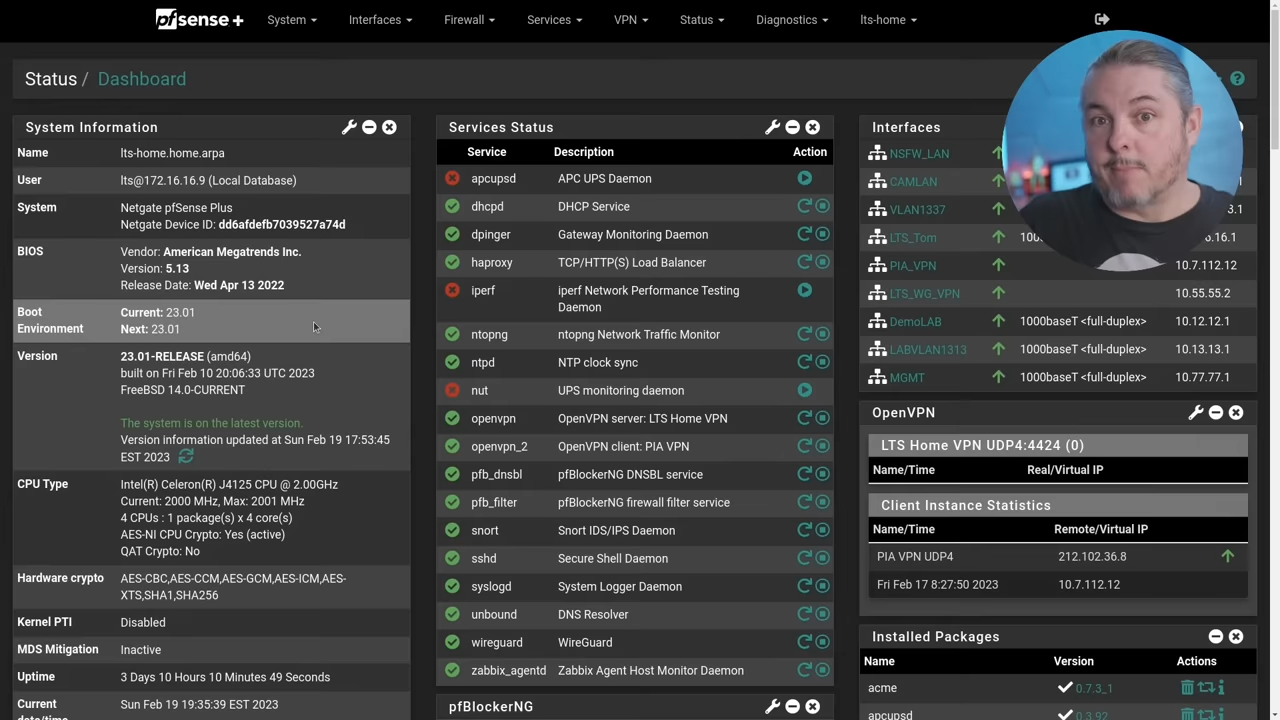 pfsense +
System
Interfaces
Firewall
Services
VPN
Status
Diagnostics
lts-home
Status / Dashboard
System Information
Name lts-home.home.arpa
User lts@172.16.16.9 (Local Database)
System Netgate pfSense Plus
Netgate Device ID: dd6afdefb7039527a74d
BIOS Vendor: American Megatrends Inc.
Version: 5.13
Release Date: Wed Apr 13 2022
Boot Environment Current: 23.01
Next: 23.01
Version 23.01-RELEASE (amd64)
built on Fri Feb 10 20:06:33 UTC 2023
FreeBSD 14.0-CURRENT
The system is on the latest version.
Version information updated at Sun Feb 19 17:53:45
EST 2023
CPU Type Intel(R) Celeron(R) J4125 CPU @ 2.00GHz
Current: 2000 MHz, Max: 2001 MHz
4 CPUs : 1 package(s) x 4 core(s)
AES-NI CPU Crypto: Yes (active)
QAT Crypto: No
Hardware crypto AES-CBC,AES-CCM,AES-GCM,AES-ICM,AES-
XTS,SHA1,SHA256
Kernel PTI Disabled
MDS Mitigation Inactive
Uptime 3 Days 10 Hours 10 Minutes 49 Seconds
Current Sun Feb 19 19:35:39 EST 2023
date/time
Services Status
Service Description Action
apcupsd APC UPS Daemon
dhcpd DHCP Service
dpinger Gateway Monitoring Daemon
haproxy TCP/HTTP(S) Load Balancer
iperf iperf Network Performance Testing
Daemon
ntopng ntopng Network Traffic Monitor
ntpd NTP clock sync
nut UPS monitoring daemon
openvpn OpenVPN server: LTS Home VPN
openvpn_2 OpenVPN client: PIA VPN
pfb_dnsbl pfBlockerNG DNSBL service
pfb_filter pfBlockerNG firewall filter service
snort Snort IDS/IPS Daemon
sshd Secure Shell Daemon
syslogd System Logger Daemon
unbound DNS Resolver
wireguard WireGuard
zabbix_agentd Zabbix Agent Host Monitor Daemon
pfBlockerNG
Interfaces
NSFW_LAN
CAMLAN
VLAN1337
LTS_Tom
PIA_VPN 10.7.112.12
LTS_WG_VPN 10.55.55.2
DemoLAB 1000baseT <full-duplex> 10.12.12.1
LABVLAN1313 1000baseT <full-duplex> 10.13.13.1
MGMT 1000baseT <full-duplex> 10.77.77.1
OpenVPN
LTS Home VPN UDP4:4424 (0)
Name/Time Real/Virtual IP
Client Instance Statistics
Name/Time Remote/Virtual IP
PIA VPN UDP4 212.102.36.8
Fri Feb 17 8:27:50 2023 10.7.112.12
Installed Packages
Name Version Actions
acme 0.7.3_1
apcupsd 0.3.92